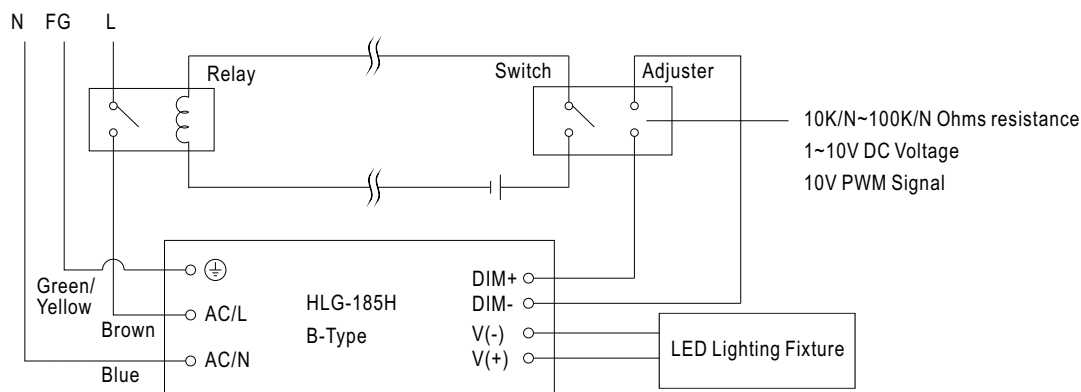 N FG L
Relay
Switch
Adjuster
10K/N~100K/N Ohms resistance
1~10V DC Voltage
10V PWM Signal
Green/
Yellow
Brown
Blue
AC/L
AC/N
HLG-185H
B-Type
DIM+
DIM-
V(-)
V(+)
LED Lighting Fixture